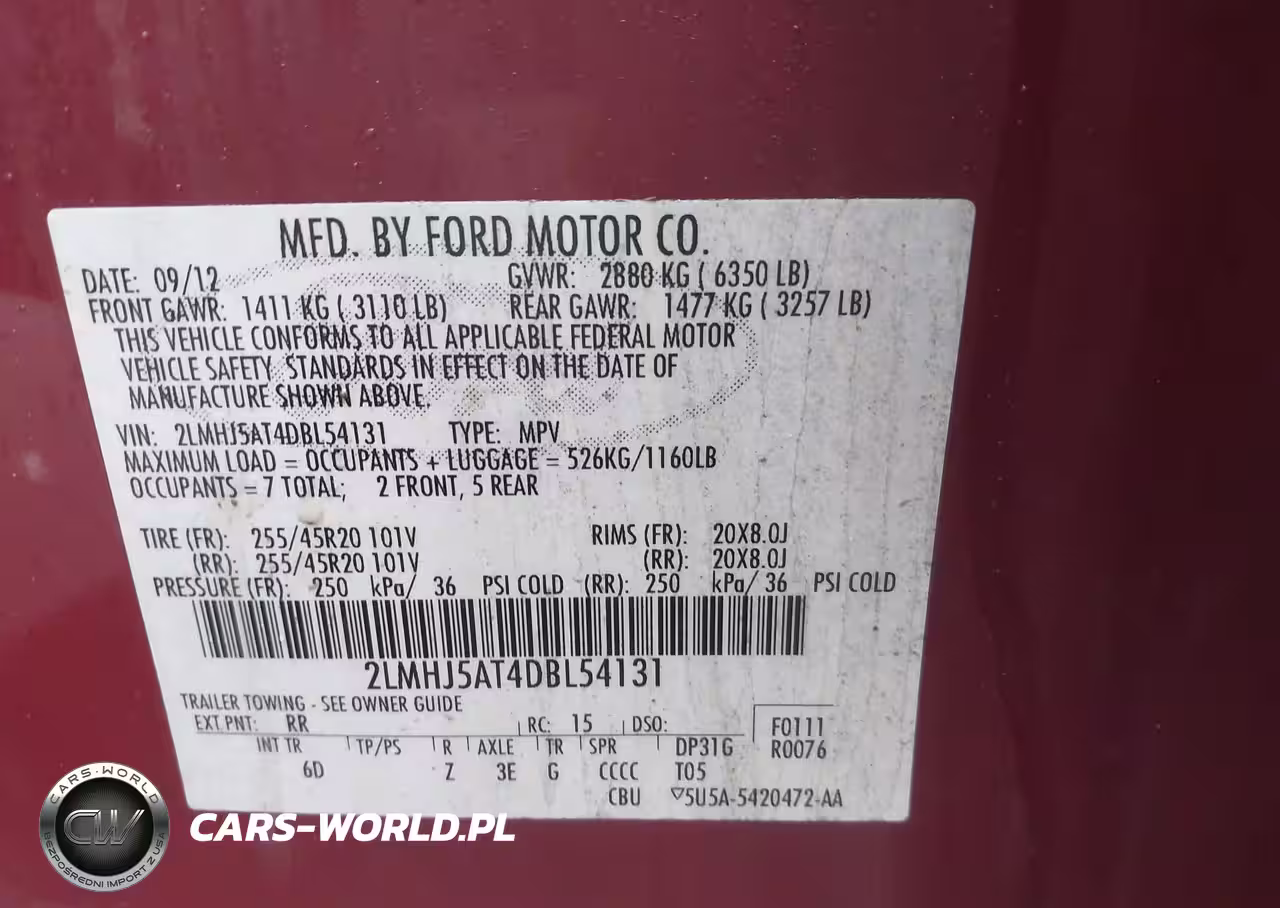 MFD. BY FORD MOTOR CO.
DATE: 09/12 GVWR: 2880 KG ( 6350 LB)
FRONT GAWR: 1411 KG ( 3110 LB) REAR GAWR: 1477 KG ( 3257 LB)
THIS VEHICLE CONFORMS TO ALL APPLICABLE FEDERAL MOTOR
VEHICLE SAFETY STANDARDS IN EFFECT ON THE DATE OF
MANUFACTURE SHOWN ABOVE.
VIN: 2LMHJ5AT4DBL54131 TYPE: MPV
MAXIMUM LOAD = OCCUPANTS + LUGGAGE = 526KG/1160LB
OCCUPANTS = 7 TOTAL; 2 FRONT, 5 REAR
TIRE (FR): 255/45R20 101V RIMS (FR): 20X8.0J
(RR): 255/45R20 101V (RR): 20X8.0J
PRESSURE (FR): 250 kPa/ 36 PSI COLD (RR): 250 kPa/ 36 PSI COLD
2LMHJ5AT4DBL54131
TRAILER TOWING - SEE OWNER GUIDE
EXT PNT: RR RC: 15 DSO: F0111
INT TR TP/PS R AXLE TR SPR DP31G R0076
6D Z 3E G CCCC T05
CBU ▽5U5A-5420472-AA
CARS-WORLD
CW
BEZPOŚREDNI IMPORT Z USA
CARS-WORLD.PL